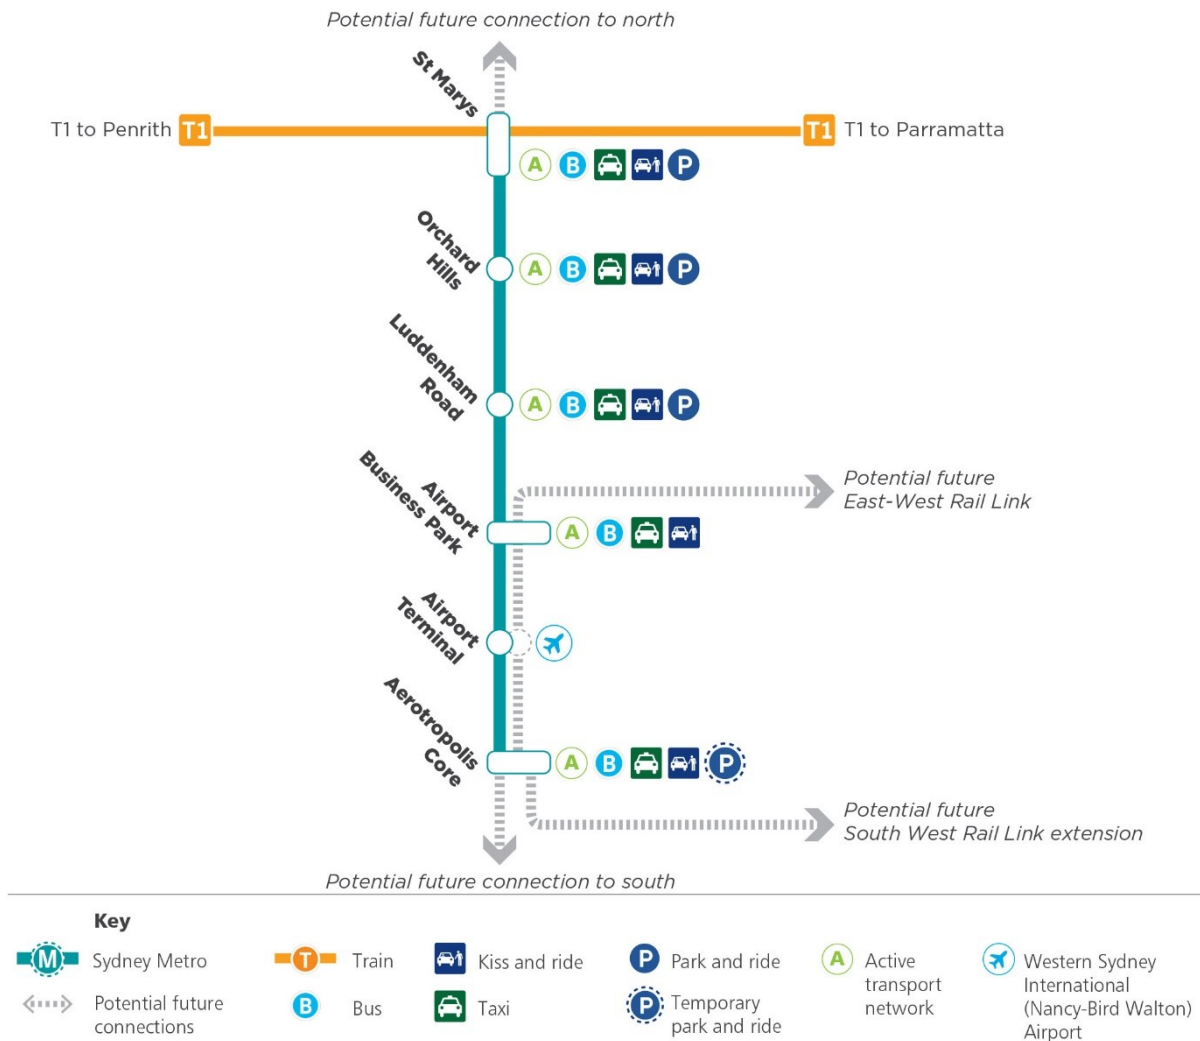 Potential future connection to north
St Marys
T1 to Penrith T1
T1 T1 to Parramatta
A B P
Orchard
Hills
A B P
Luddenham
Road
A B P
Airport
Business Park
A B
Potential future
East-West Rail Link
Airport
Terminal
Aerotropolis
Core
A B P
Potential future
South West Rail Link extension
Potential future connection to south
Key
M Sydney Metro
T Train
Kiss and ride
P Park and ride
A Active
transport
network
Western Sydney
International
(Nancy-Bird Walton)
Airport
Potential future
connections
B Bus
Taxi
P Temporary
park and ride